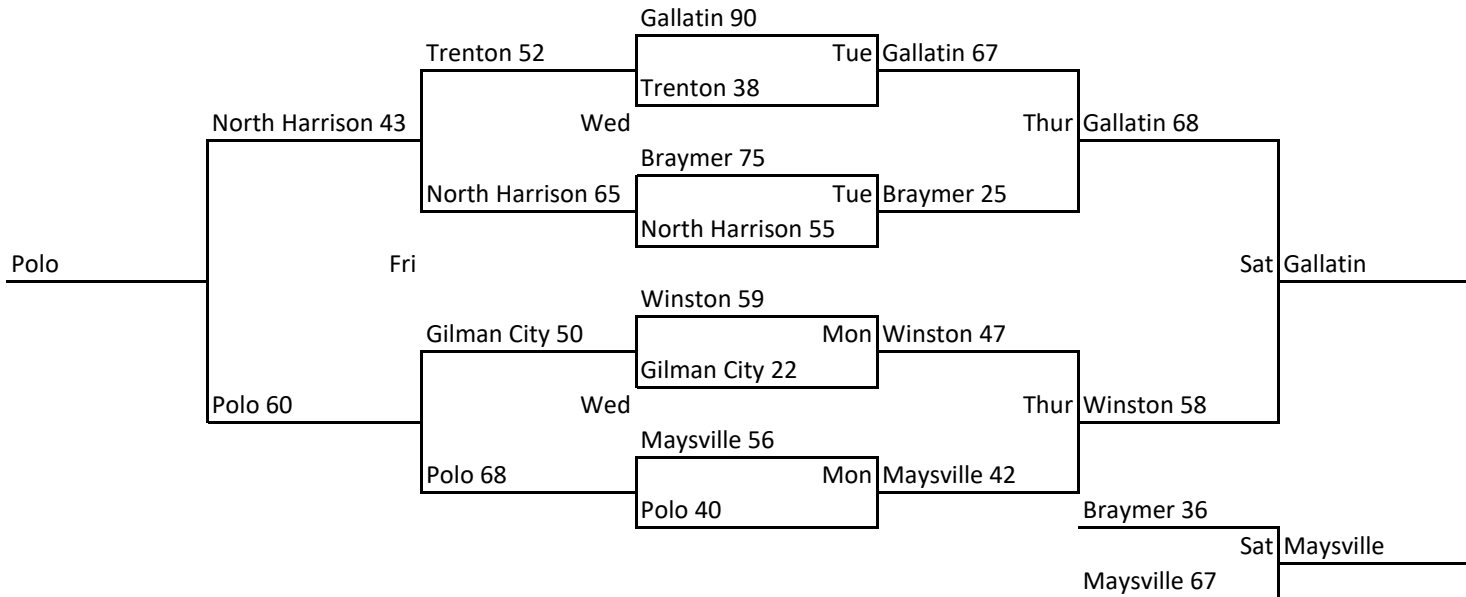 Gallatin 90
Trenton 52
Tue Gallatin 67
Trenton 38
North Harrison 43
Wed
Thur Gallatin 68
Braymer 75
North Harrison 65
Tue Braymer 25
North Harrison 55
Polo
Fri
Sat Gallatin
Winston 59
Gilman City 50
Mon Winston 47
Gilman City 22
Polo 60
Wed
Thur Winston 58
Maysville 56
Polo 68
Mon Maysville 42
Polo 40
Braymer 36
Sat Maysville
Maysville 67